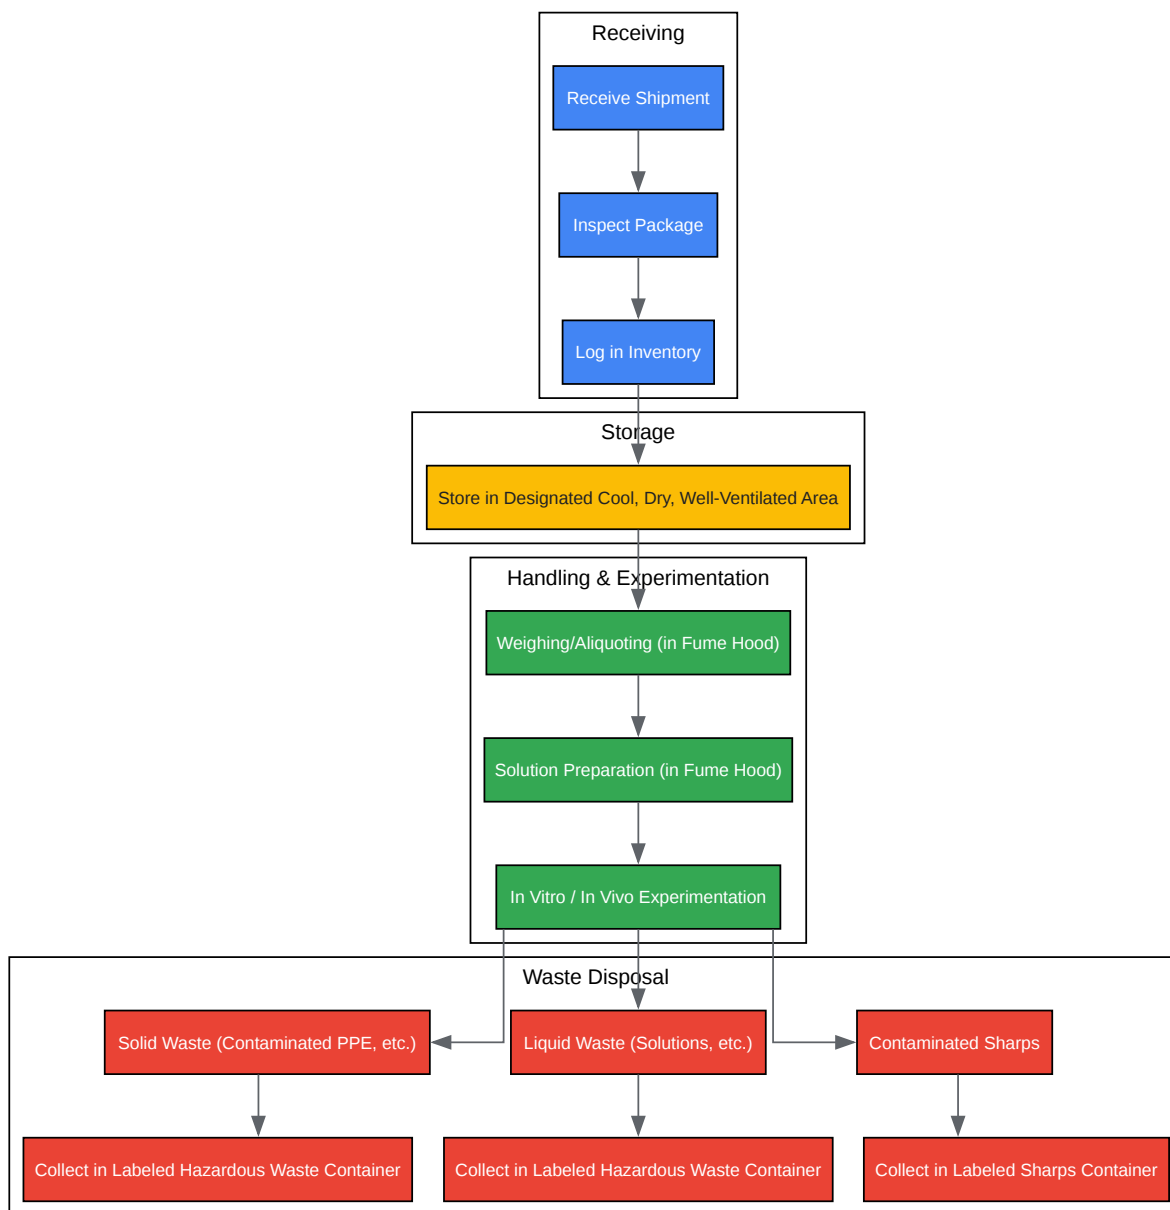 Receiving
Receive Shipment
Inspect Package
Log in Inventory
Storage
Store in Designated Cool, Dry, Well-Ventilated Area
Handling & Experimentation
Weighing/Aliquoting (in Fume Hood)
Solution Preparation (in Fume Hood)
In Vitro / In Vivo Experimentation
Waste Disposal
Solid Waste (Contaminated PPE, etc.)
Liquid Waste (Solutions, etc.)
Contaminated Sharps
Collect in Labeled Hazardous Waste Container
Collect in Labeled Hazardous Waste Container
Collect in Labeled Sharps Container